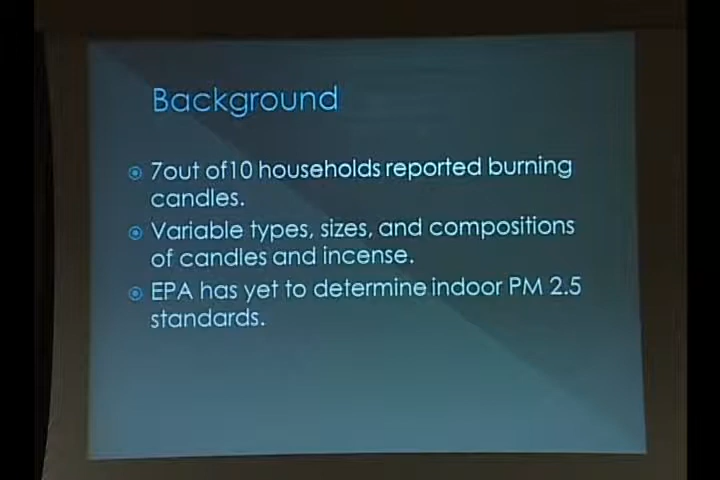 Background
7out of10 households reported burning
candles.
Variable types, sizes, and compositions
of candles and incense.
EPA has yet to determine indoor PM 2.5
standards.